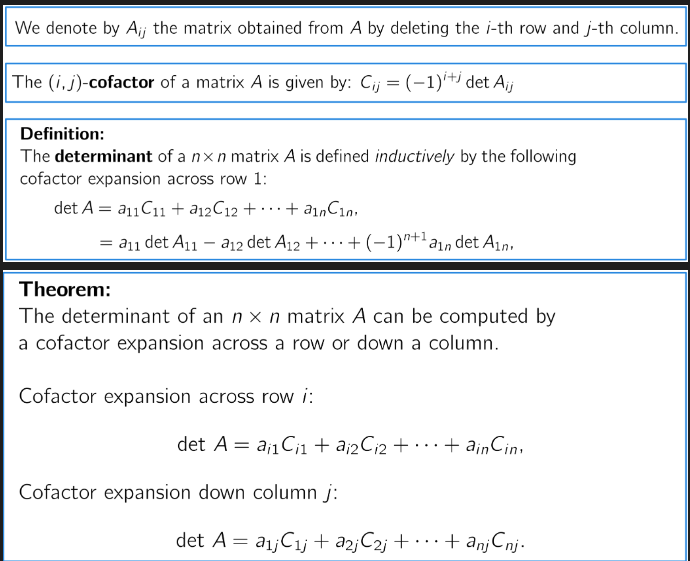 We denote by A_{ij} the matrix obtained from A by deleting the i-th row and j-th column.
The (i,j)-cofactor of a matrix A is given by: C_{ij} = (-1)^{i+j} det A_{ij}
Definition:
The determinant of a n×n matrix A is defined inductively by the following
cofactor expansion across row 1:
det A = a_{11}C_{11} + a_{12}C_{12} + ··· + a_{1n}C_{1n},
= a_{11} det A_{11} − a_{12} det A_{12} + ··· + (-1)^{n+1}a_{1n} det A_{1n},
Theorem:
The determinant of an n × n matrix A can be computed by
a cofactor expansion across a row or down a column.
Cofactor expansion across row i:
det A = a_{i1}C_{i1} + a_{i2}C_{i2} + ··· + a_{in}C_{in},
Cofactor expansion down column j:
det A = a_{1j}C_{1j} + a_{2j}C_{2j} + ··· + a_{nj}C_{nj}.